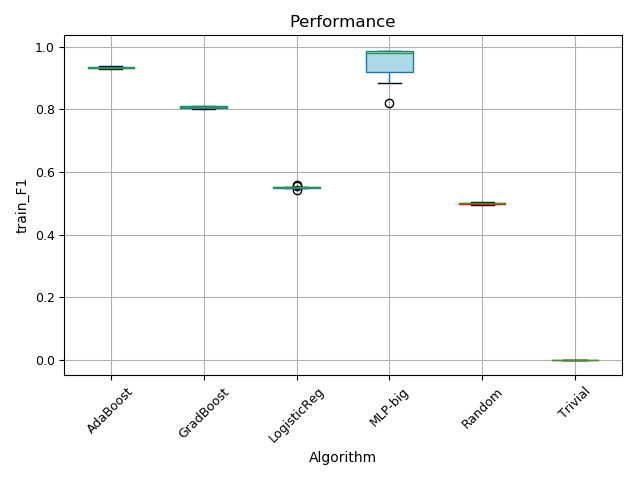 Performance
1.0
0.8
0.6
0.4
0.2
0.0
train_F1
AdaBoost
GradBoost
LogisticReg
MLP-big
Random
Trivial
Algorithm